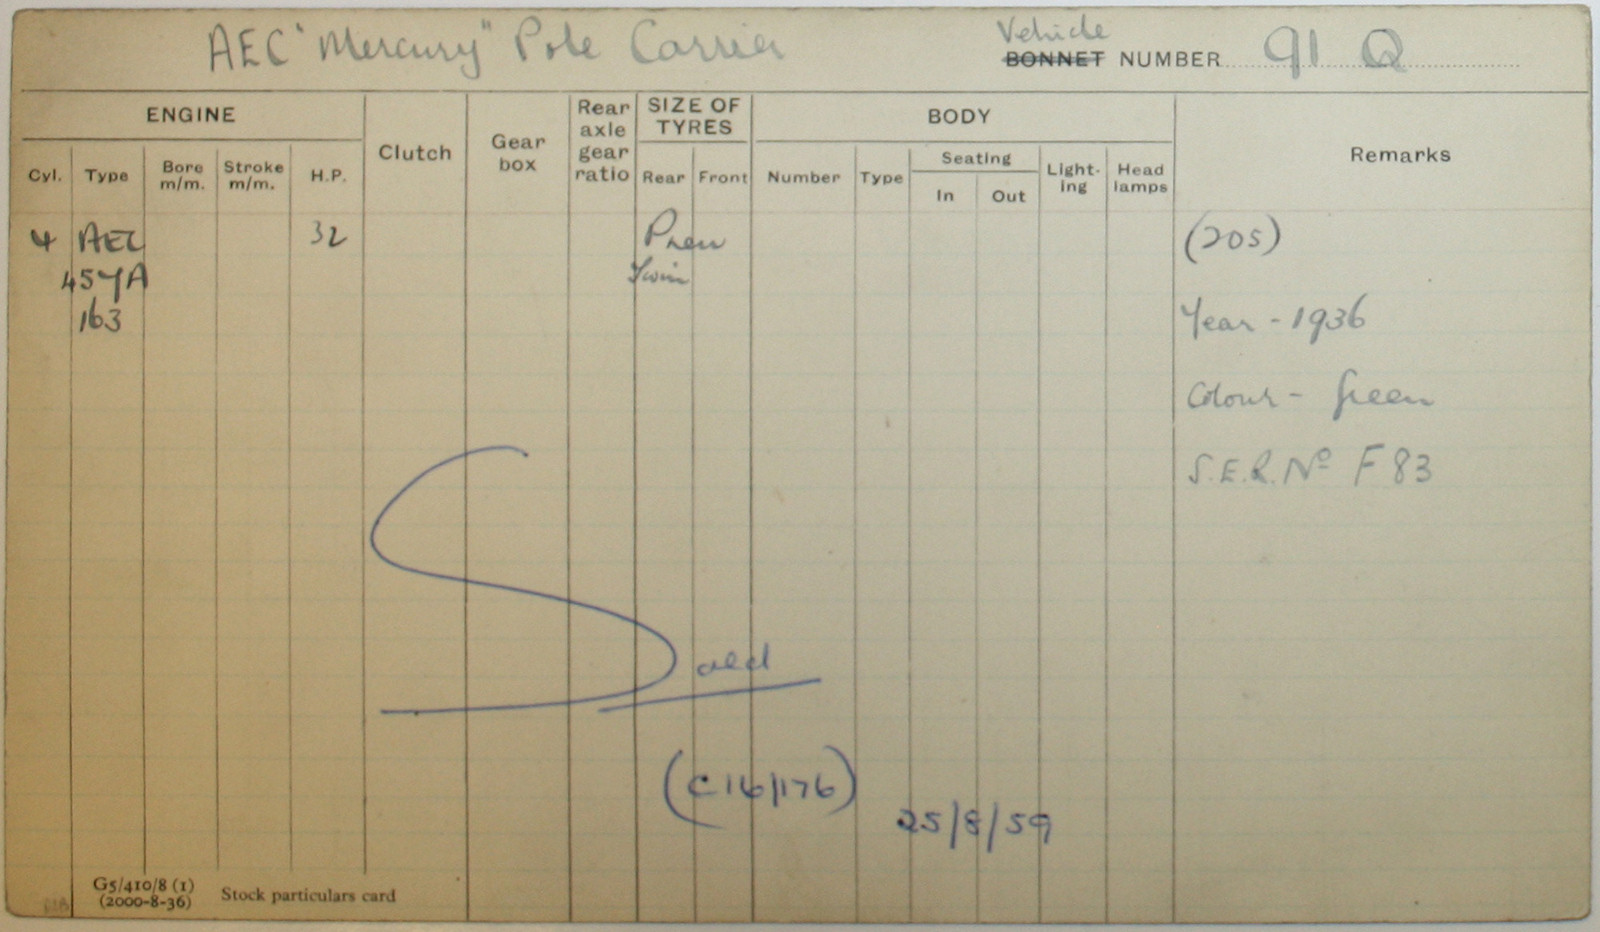 AEC "Mercury" Pole Carrier
Vehicle
BONNET NUMBER 91 Q
ENGINE
Clutch
Gear box
Rear axle gear ratio
SIZE OF TYRES
BODY
Remarks
Cyl. Type Bore m/m. Stroke m/m. H.P.
Rear Front
Number Type Seating In Out Lighting Head lamps
4 AEC 32 Pneu (205)
457A Twin
163 Year - 1936
Colour - Green
S.E.R. No F 83
Sold
(C16/176)
25/8/59
G5/410/8 (1)
(2000-8-36) Stock particulars card